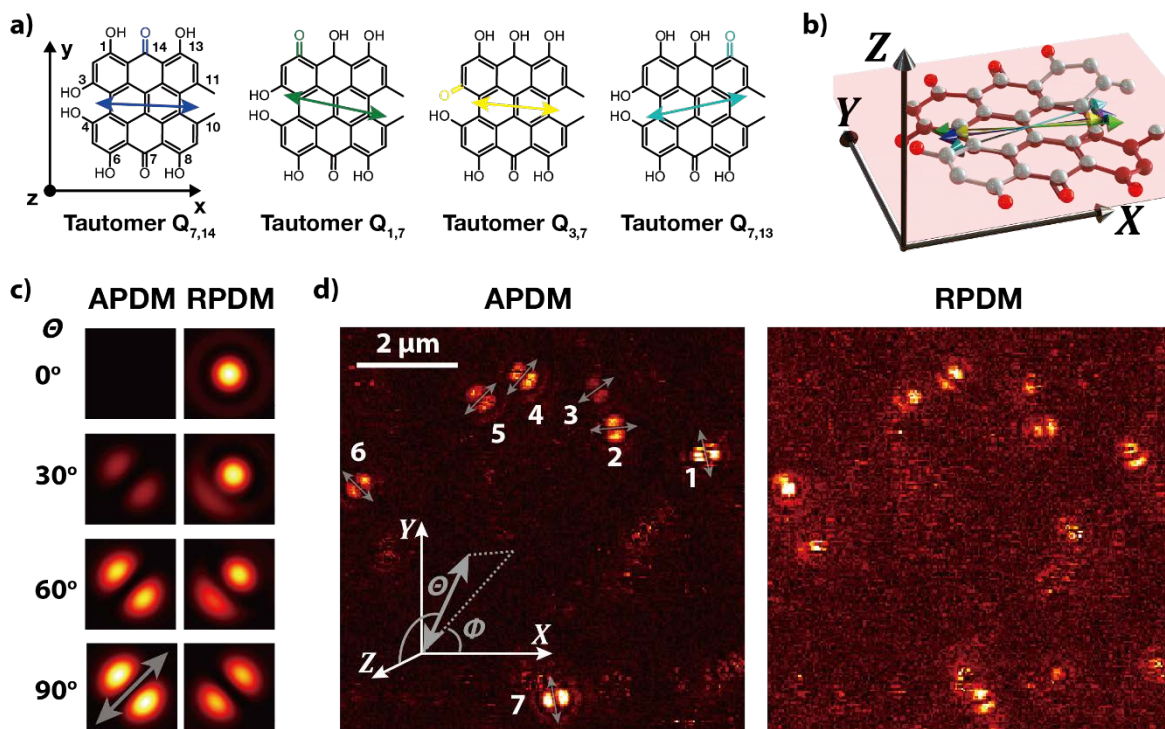 a)
y
OH O OH
1 14 13
3 11
HO
HO
4 10
6 7 8
HO O HO
z x
Tautomer Q7,14
O OH OH
HO
HO
HO O HO
Tautomer Q1,7
OH OH OH
O
HO
HO O HO
Tautomer Q3,7
OH OH O
HO
HO
HO O HO
Tautomer Q7,13
b)
Z
Y
X
c)
APDM RPDM
Θ
0º
30º
60º
90º
d)
APDM
2 µm
1
2
3
4
5
6
7
Y
Θ
Φ
X
Z
RPDM